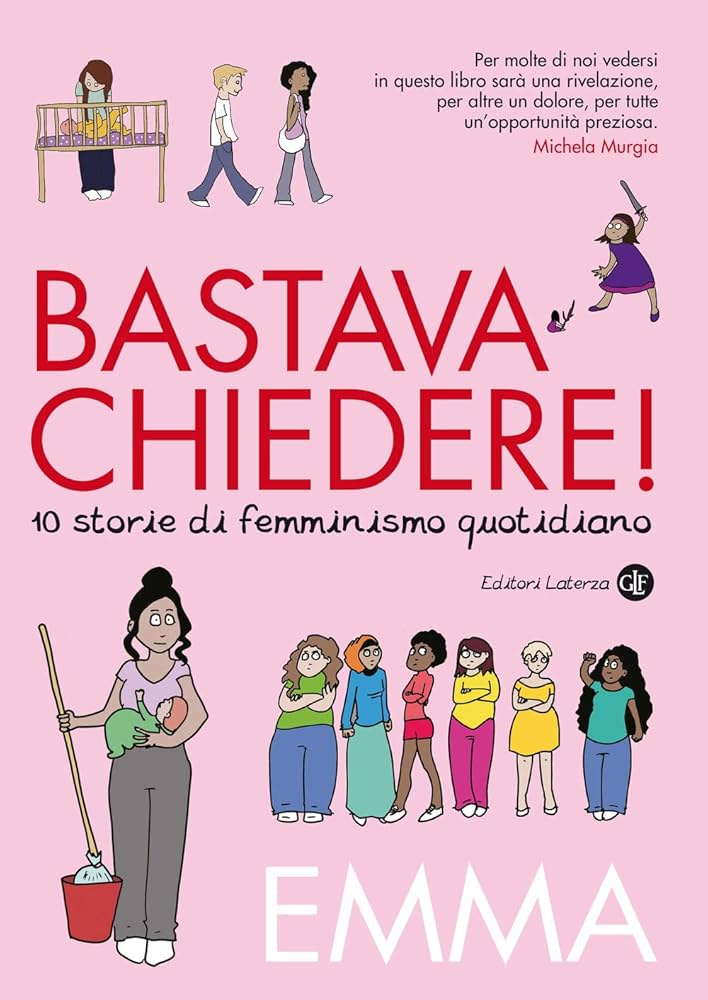 Per molte di noi vedersi
in questo libro sarà una rivelazione,
per altre un dolore, per tutte
un'opportunità preziosa.
Michela Murgia
BASTAVA
CHIEDERE!
10 storie di femminismo quotidiano
Editori Laterza GLF
EMMA